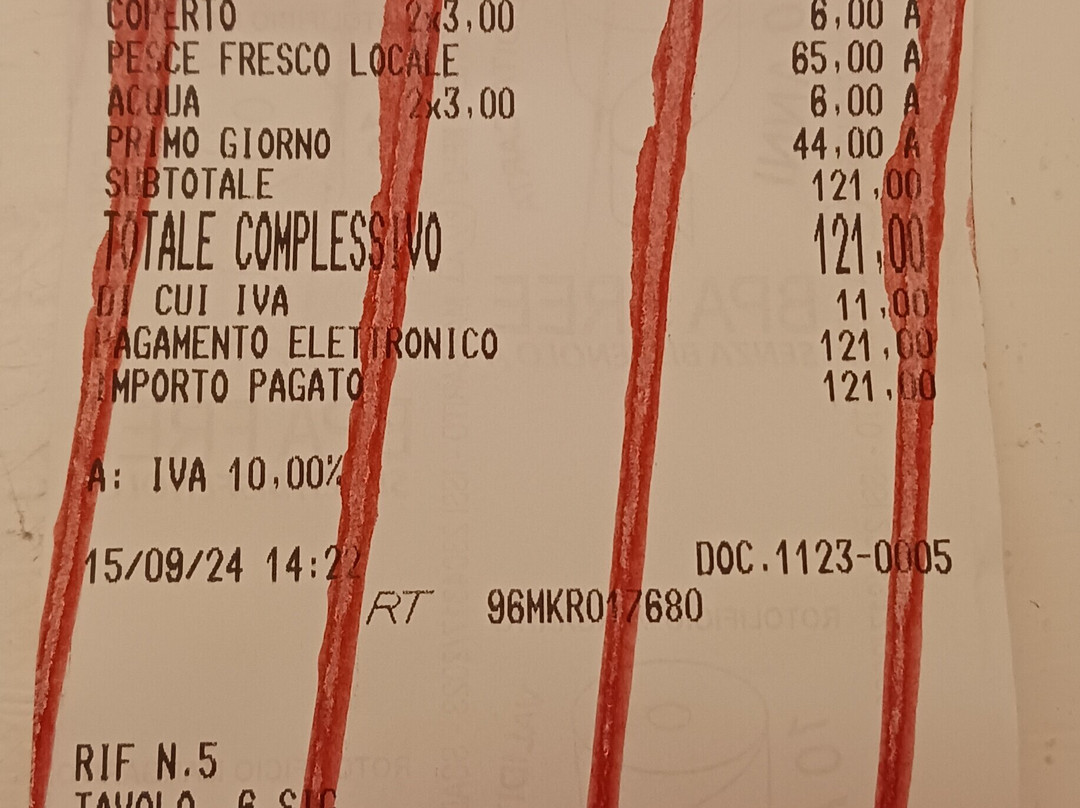 COPERTO 2x3,00 6,00 A
PESCE FRESCO LOCALE 65,00 A
ACQUA 2x3,00 6,00 A
PRIMO GIORNO 44,00 A
SUBTOTALE 121,00
TOTALE COMPLESSIVO 121,00
DI CUI IVA 11,00
PAGAMENTO ELETTRONICO 121,00
IMPORTO PAGATO 121,00
A: IVA 10,00%
15/09/24 14:22 DOC.1123-0005
RT 96MKR017680
RIF N.5
TAVOLO 6